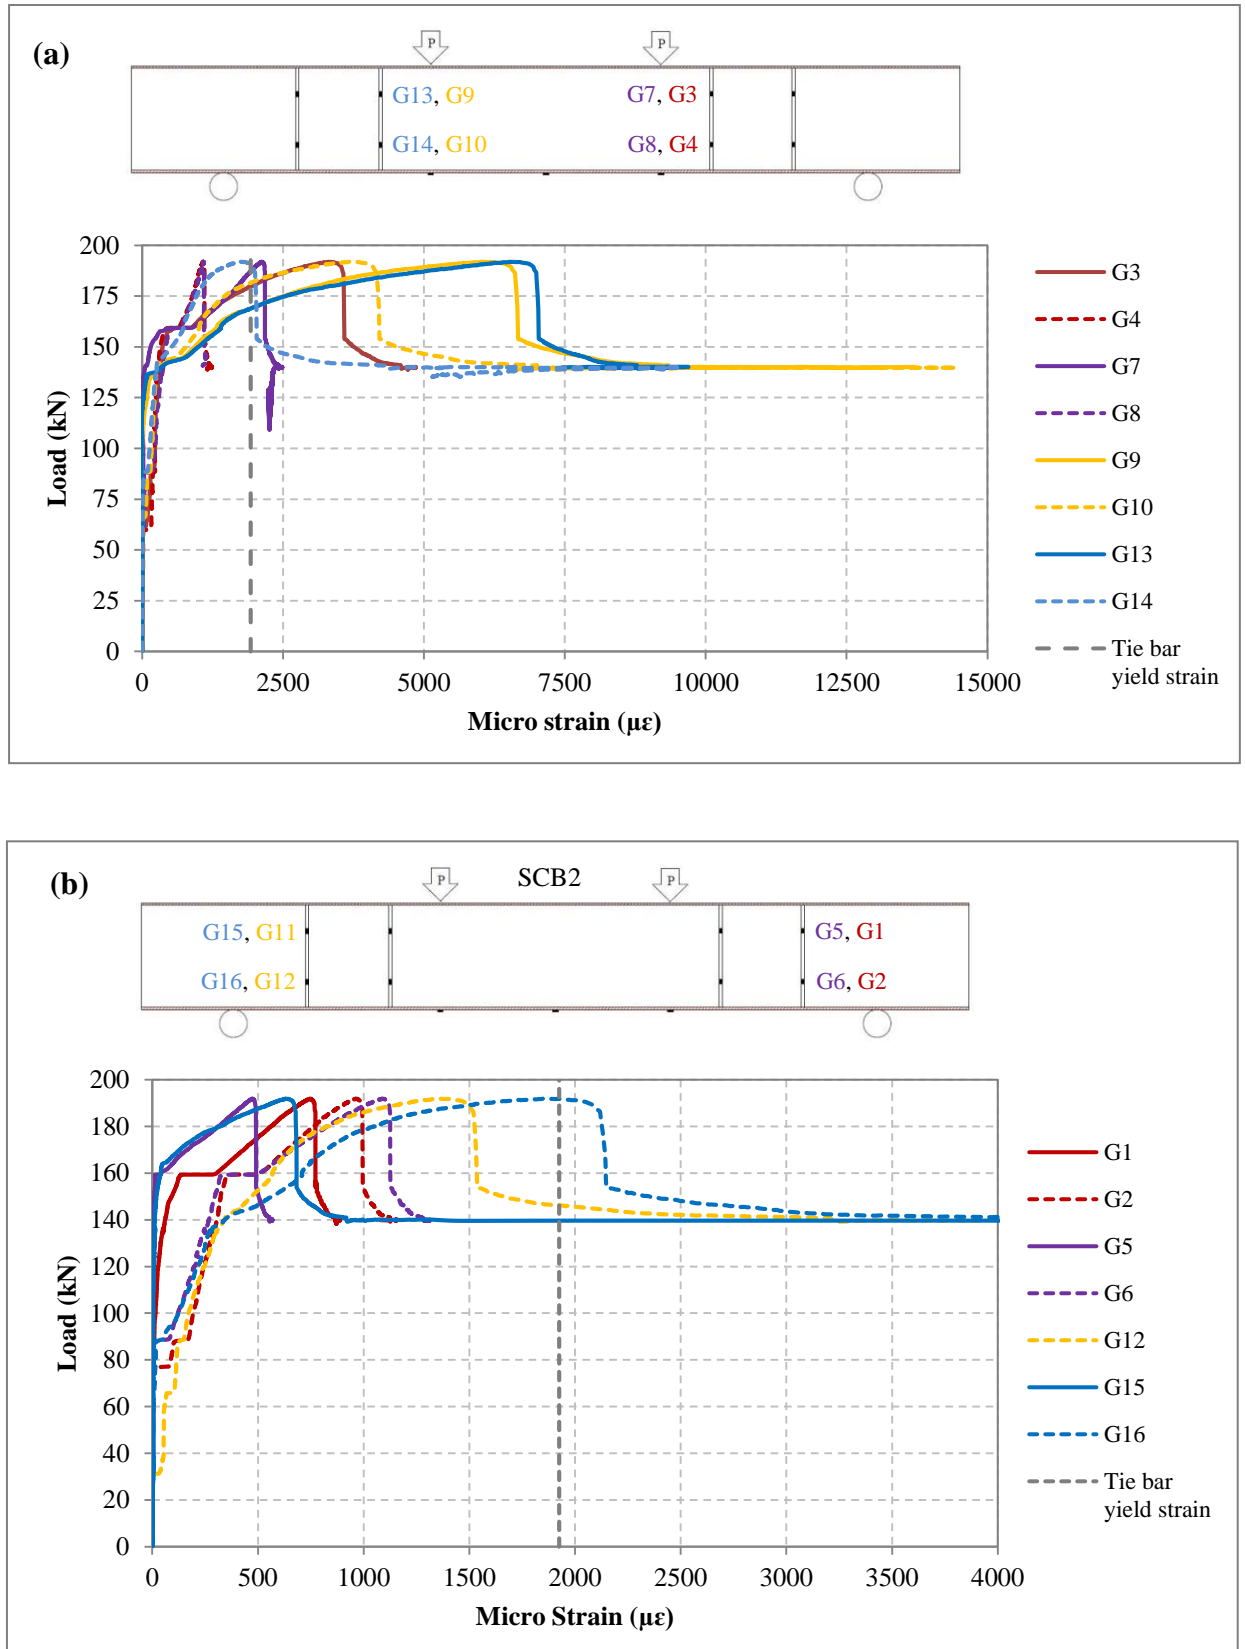 (a)
P
P
G13, G9
G7, G3
G14, G10
G8, G4
200
175
150
125
100
75
50
25
0
Load (kN)
0
2500
5000
7500
10000
12500
15000
Micro strain (με)
G3
G4
G7
G8
G9
G10
G13
G14
Tie bar
yield strain
(b)
P
SCB2
P
G15, G11
G5, G1
G16, G12
G6, G2
200
180
160
140
120
100
80
60
40
20
0
Load (kN)
0
500
1000
1500
2000
2500
3000
3500
4000
Micro Strain (με)
G1
G2
G5
G6
G12
G15
G16
Tie bar
yield strain